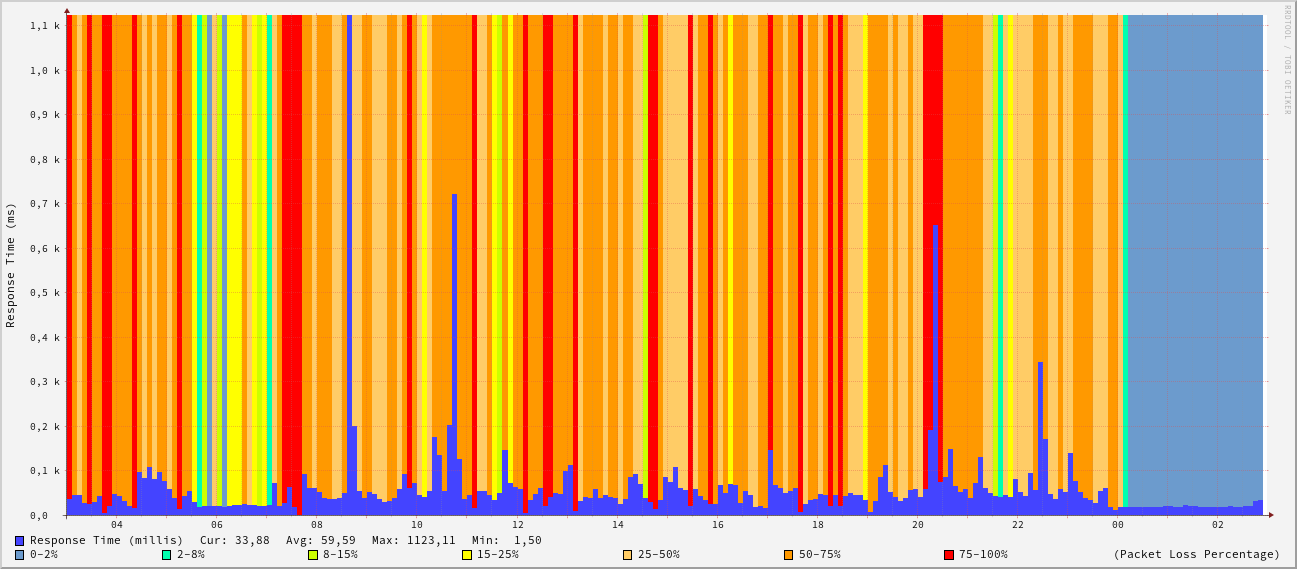 RRDTOOL / TOBI OETIKER
Response Time (ms)
1,1 k
1,0 k
0,9 k
0,8 k
0,7 k
0,6 k
0,5 k
0,4 k
0,3 k
0,2 k
0,1 k
0,0
04 06 08 10 12 14 16 18 20 22 00 02
Response Time (millis) Cur: 33,88 Avg: 59,59 Max: 1123,11 Min: 1,50
0-2% 2-8% 8-15% 15-25% 25-50% 50-75% 75-100% (Packet Loss Percentage)